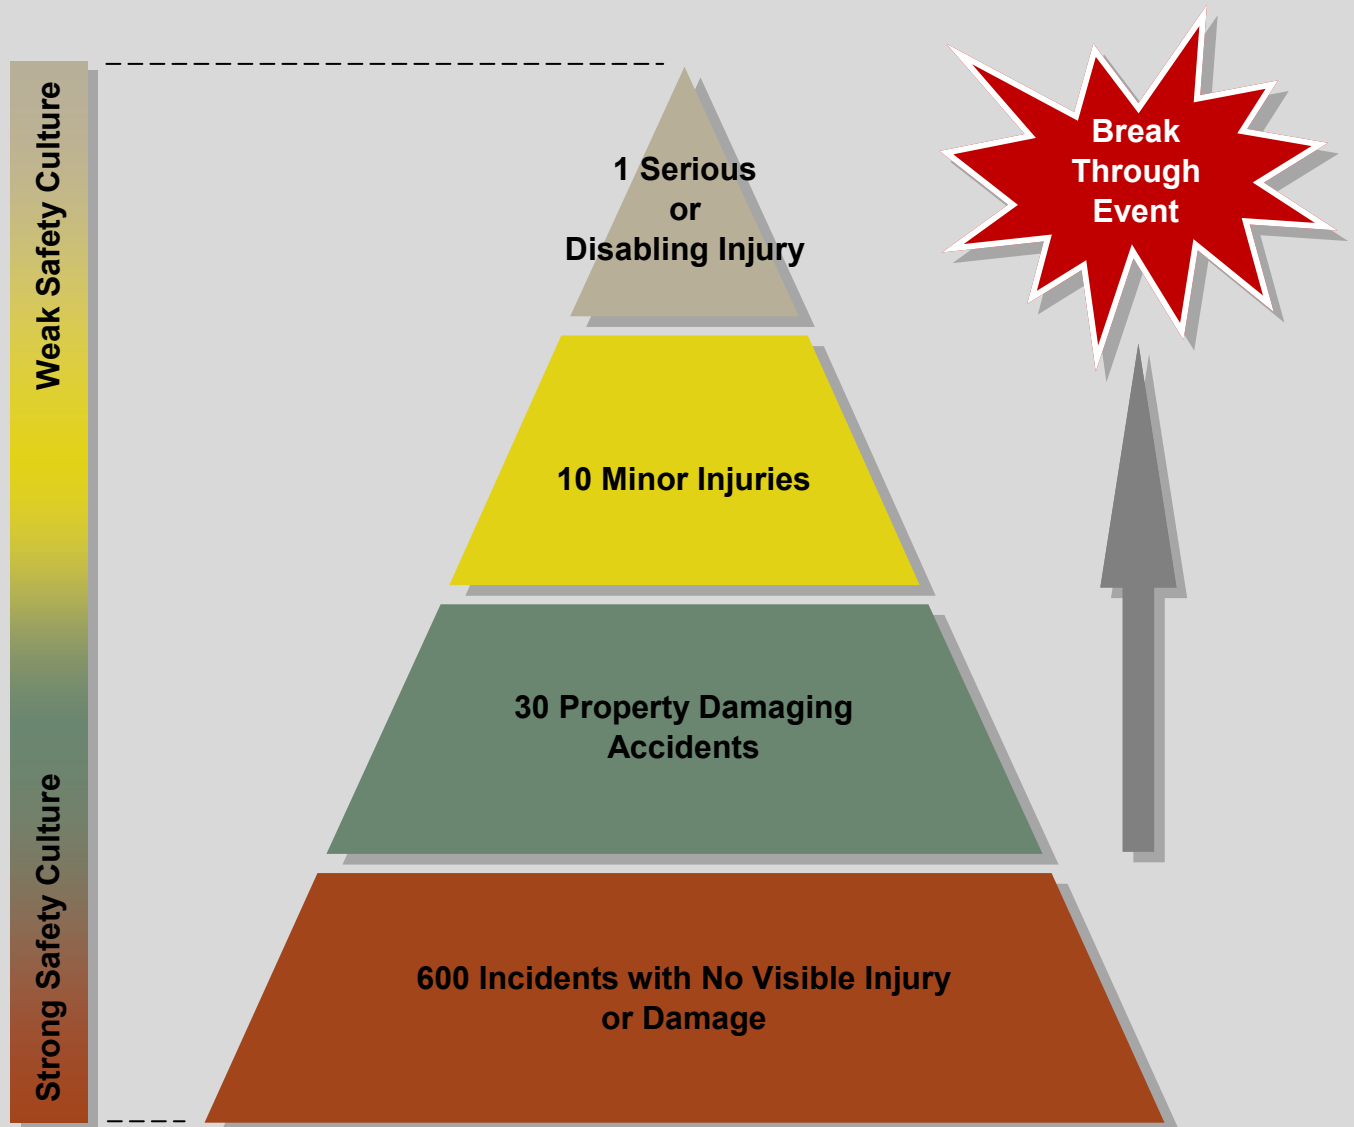 Weak Safety Culture
Strong Safety Culture
1 Serious
or
Disabling Injury
10 Minor Injuries
30 Property Damaging
Accidents
600 Incidents with No Visible Injury
or Damage
Break
Through
Event